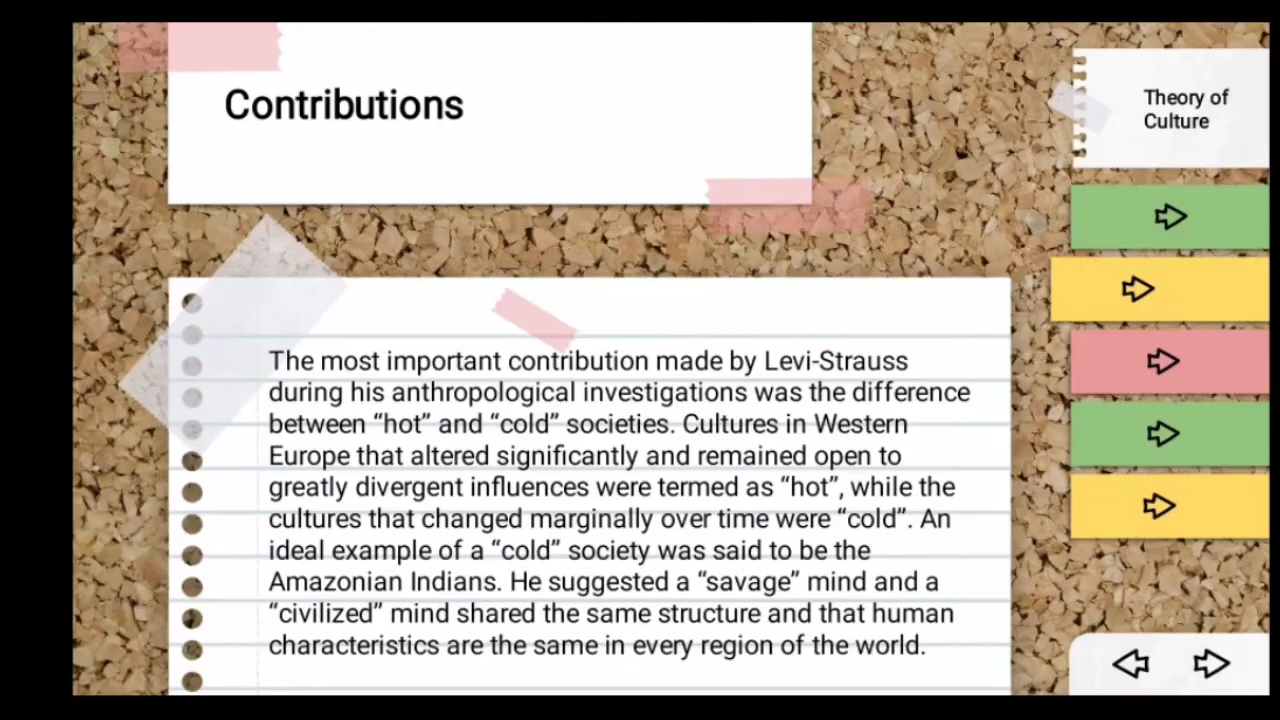 Contributions
Theory of
Culture
The most important contribution made by Levi-Strauss
during his anthropological investigations was the difference
between “hot” and “cold” societies. Cultures in Western
Europe that altered significantly and remained open to
greatly divergent influences were termed as “hot”, while the
cultures that changed marginally over time were “cold”. An
ideal example of a “cold” society was said to be the
Amazonian Indians. He suggested a “savage” mind and a
“civilized” mind shared the same structure and that human
characteristics are the same in every region of the world.